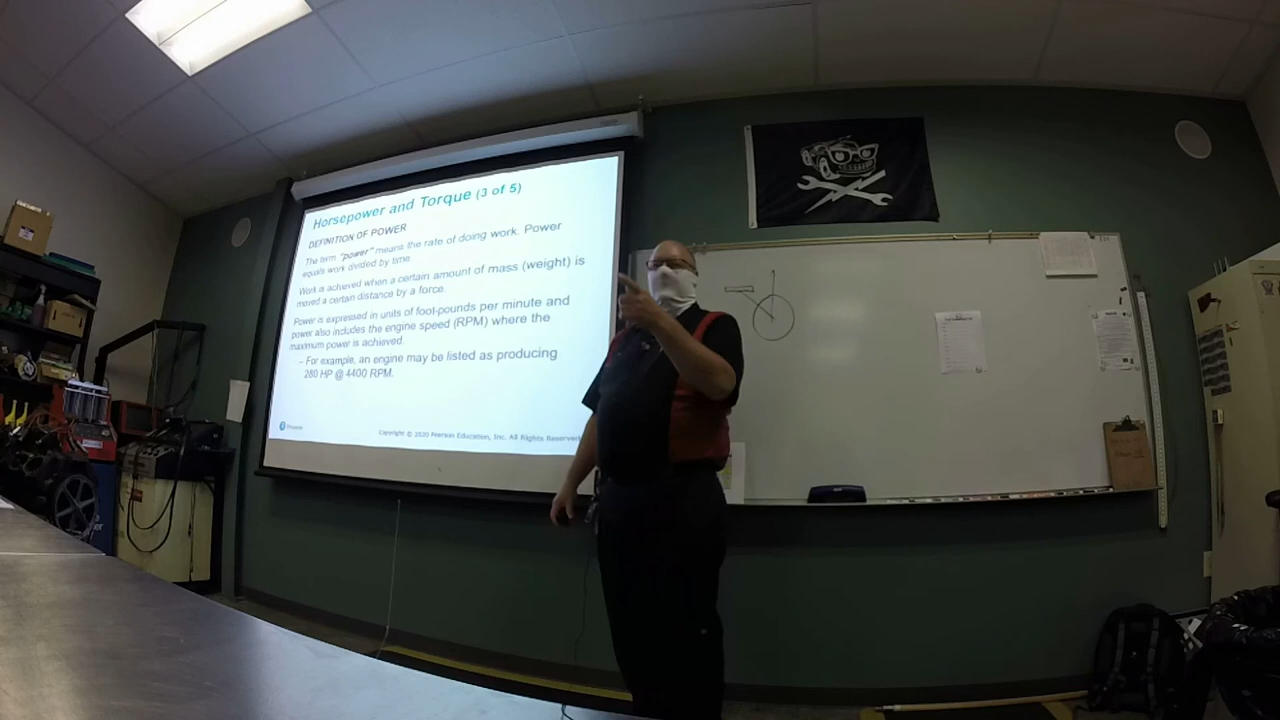 Horsepower and Torque (3 of 5)
DEFINITION OF POWER
The term "power" means the rate of doing work. Power
equals work divided by time.
Work is achieved when a certain amount of mass (weight) is
moved a certain distance by a force.
Power is expressed in units of foot-pounds per minute and
power also includes the engine speed (RPM) where the
maximum power is achieved.
– For example, an engine may be listed as producing
280 HP @ 4400 RPM.
Pearson
Copyright © 2020 Pearson Education, Inc. All Rights Reserved